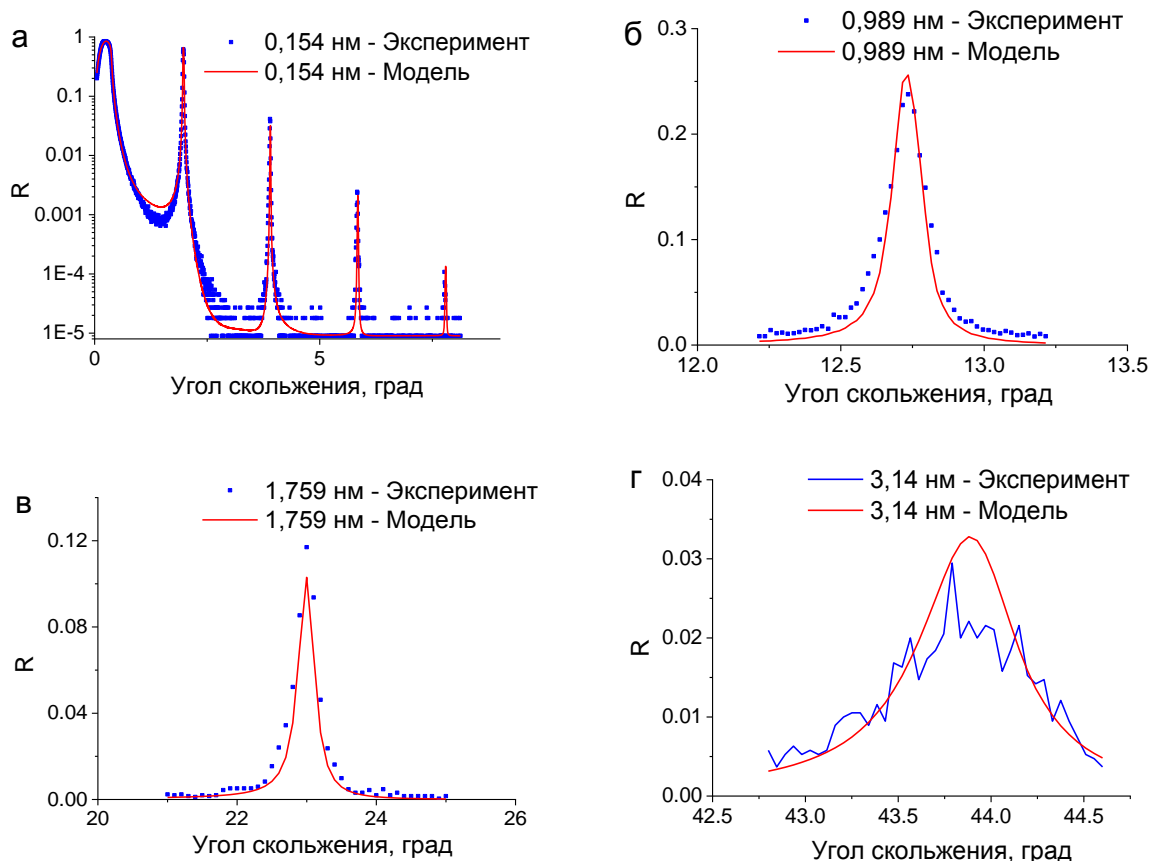 а
0,154 нм - Эксперимент
0,154 нм - Модель
1
0.1
0.01
0.001
1E-4
1E-5
R
0
5
Угол скольжения, град
б
0,989 нм - Эксперимент
0,989 нм - Модель
0.3
0.2
0.1
0.0
R
12.0
12.5
13.0
13.5
Угол скольжения, град
в
1,759 нм - Эксперимент
1,759 нм - Модель
0.12
0.08
0.04
0.00
R
20
22
24
26
Угол скольжения, град
г
3,14 нм - Эксперимент
3,14 нм - Модель
0.04
0.03
0.02
0.01
0.00
R
42.5
43.0
43.5
44.0
44.5
Угол скольжения, град